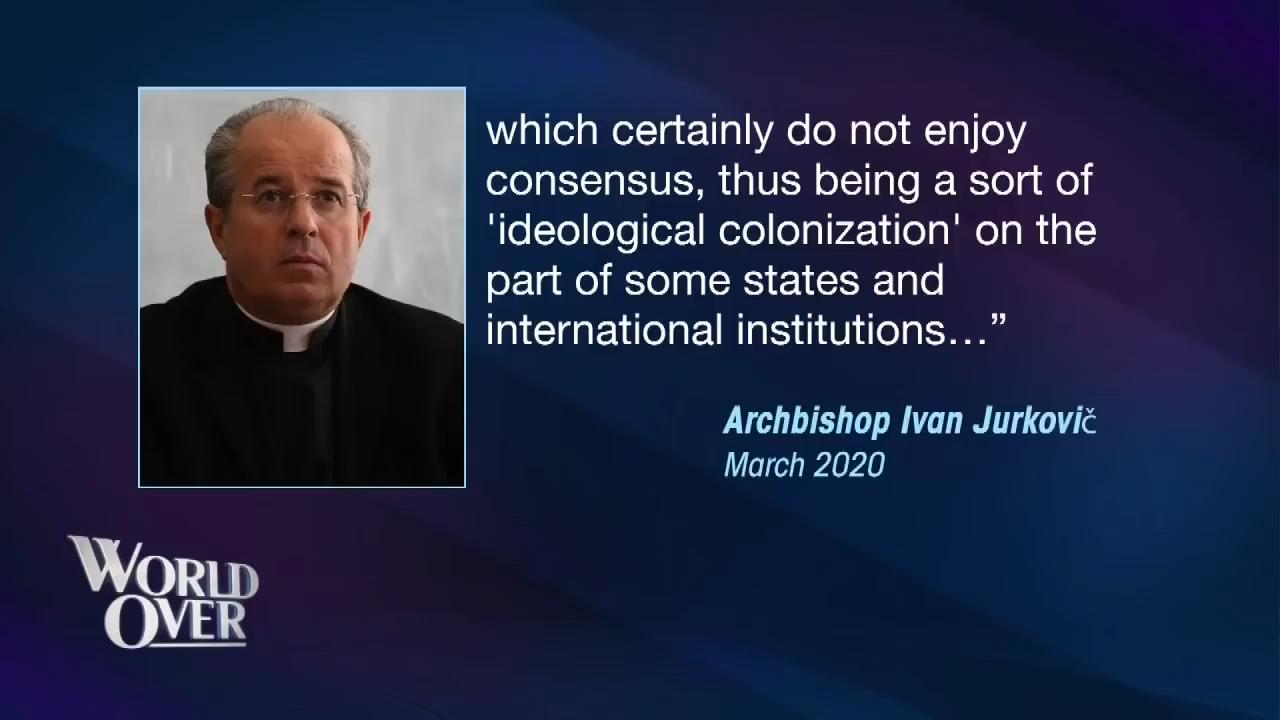 which certainly do not enjoy
consensus, thus being a sort of
'ideological colonization' on the
part of some states and
international institutions…”
Archbishop Ivan Jurkovič
March 2020
WORLD
OVER